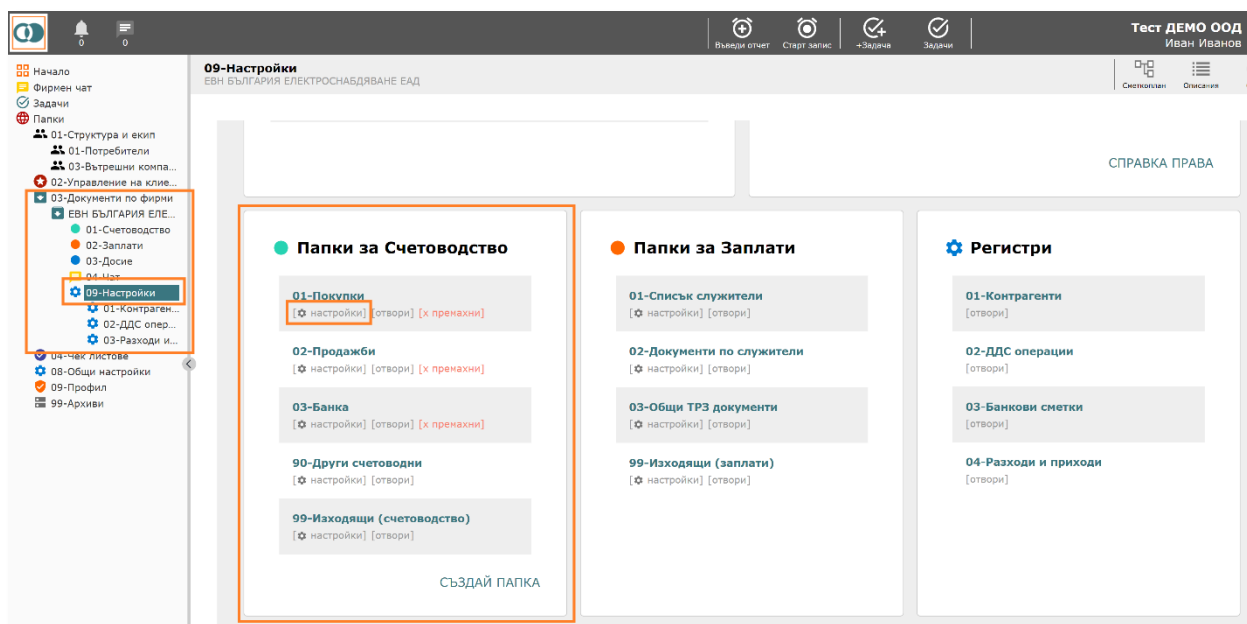 0
0
Въведи отчет
Старт запис
+Задача
Задачи
Тест ДЕМО ООД
Иван Иванов
Начало
Фирмен чат
Задачи
Папки
01-Структура и екип
01-Потребители
03-Вътрешни компа...
02-Управление на клие...
03-Документи по фирми
ЕВН БЪЛГАРИЯ ЕЛЕ...
01-Счетоводство
02-Заплати
03-Досие
04-Чат
09-Настройки
01-Контраген...
02-ДДС опер...
03-Разходи и...
04-Чек листове
08-Общи настройки
09-Профил
99-Архиви
09-Настройки
ЕВН БЪЛГАРИЯ ЕЛЕКТРОСНАБДЯВАНЕ ЕАД
Сметкоплан
Описания
СПРАВКА ПРАВА
Папки за Счетоводство
01-Покупки
[настройки] [отвори] [x премахни]
02-Продажби
[настройки] [отвори] [x премахни]
03-Банка
[настройки] [отвори] [x премахни]
90-Други счетоводни
[настройки] [отвори]
99-Изходящи (счетоводство)
[настройки] [отвори]
СЪЗДАЙ ПАПКА
Папки за Заплати
01-Списък служители
[настройки] [отвори]
02-Документи по служители
[настройки] [отвори]
03-Общи ТРЗ документи
[настройки] [отвори]
99-Изходящи (заплати)
[настройки] [отвори]
Регистри
01-Контрагенти
[отвори]
02-ДДС операции
[отвори]
03-Банкови сметки
[отвори]
04-Разходи и приходи
[отвори]